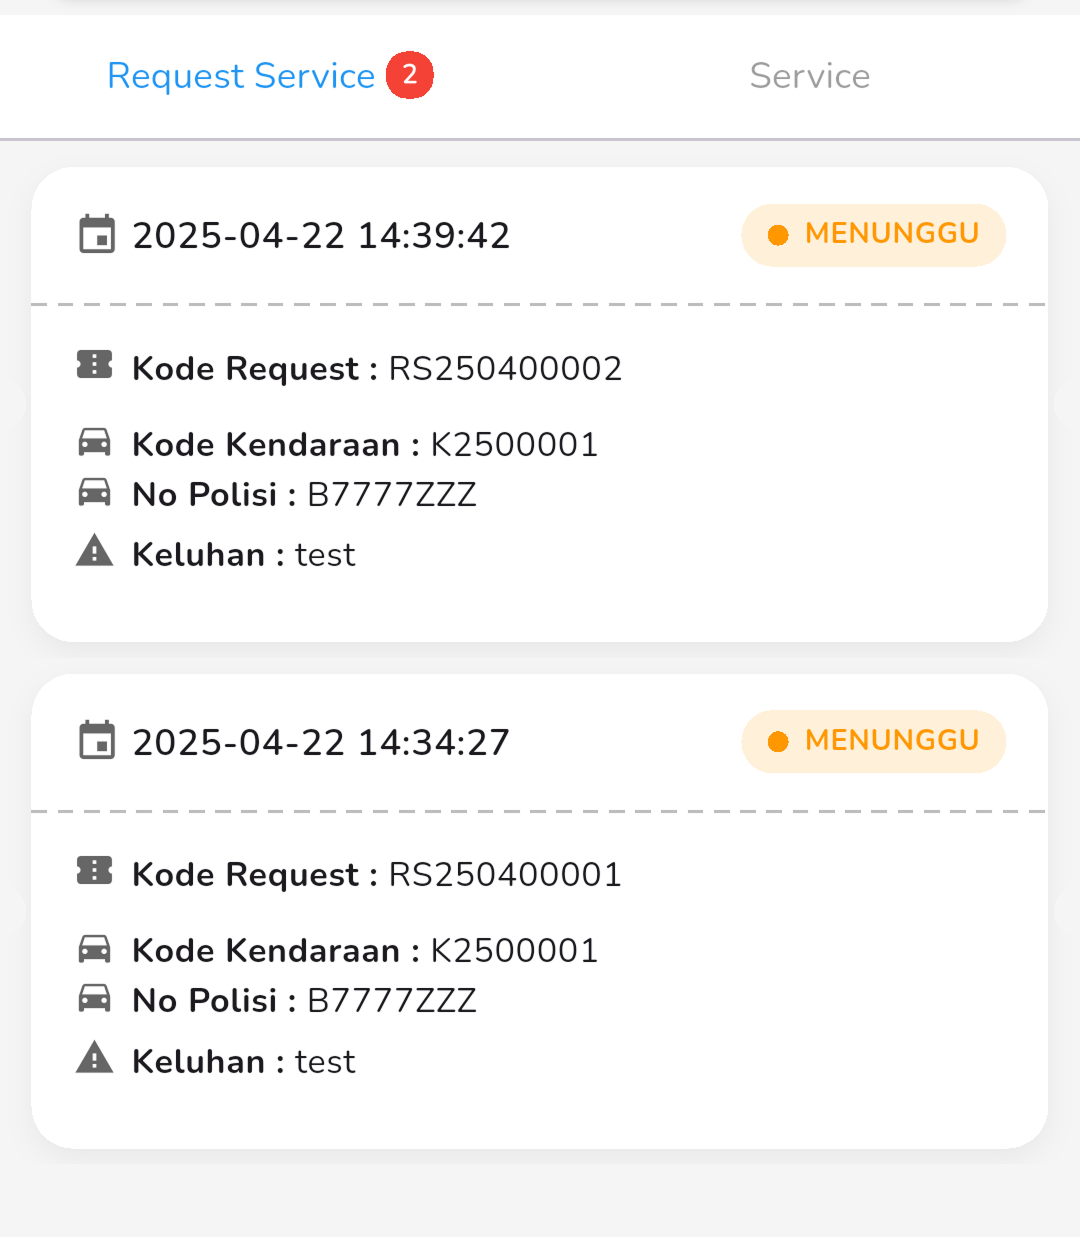 Request Service 2
Service
2025-04-22 14:39:42
MENUNGGU
Kode Request : RS250400002
Kode Kendaraan : K2500001
No Polisi : B7777ZZZ
Keluhan : test
2025-04-22 14:34:27
MENUNGGU
Kode Request : RS250400001
Kode Kendaraan : K2500001
No Polisi : B7777ZZZ
Keluhan : test